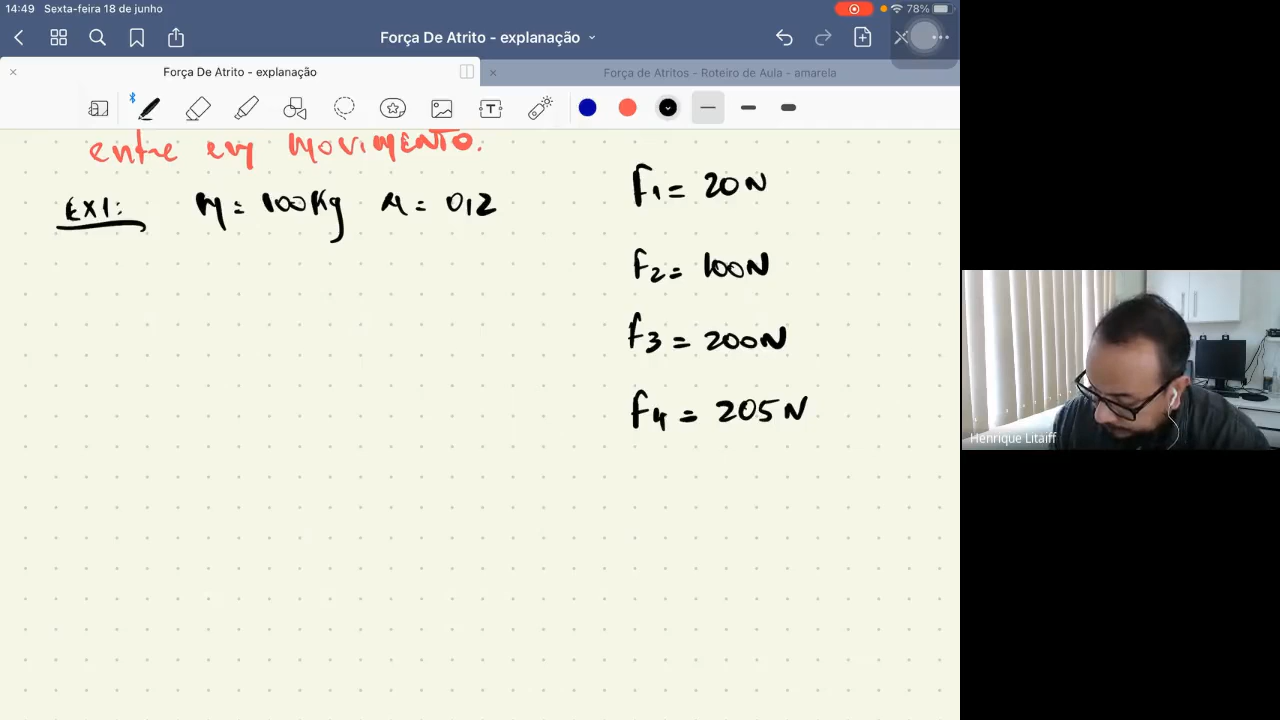 14:49 Sexta-feira 18 de junho 78%
Força De Atrito - explanação
Força De Atrito - explanação
Força de Atritos - Roteiro de Aula - amarela
entre em movimento.
EX1: m = 100Kg μ = 0,2
F1 = 20N
F2 = 100N
F3 = 200N
F4 = 205N
Henrique Litaiff